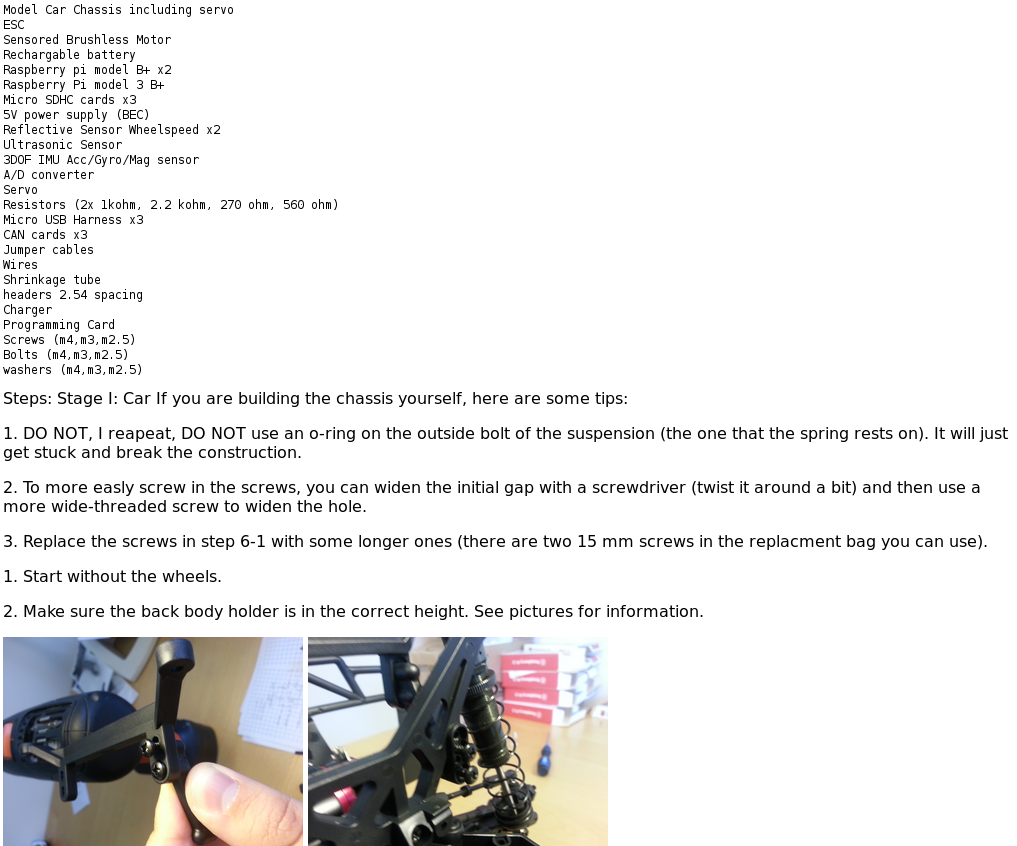 Model Car Chassis including servo
ESC
Sensored Brushless Motor
Rechargable battery
Raspberry pi model B+ x2
Raspberry Pi model 3 B+
Micro SDHC cards x3
5V power supply (BEC)
Reflective Sensor Wheelspeed x2
Ultrasonic Sensor
3DOF IMU Acc/Gyro/Mag sensor
A/D converter
Servo
Resistors (2x 1kohm, 2.2 kohm, 270 ohm, 560 ohm)
Micro USB Harness x3
CAN cards x3
Jumper cables
Wires
Shrinkage tube
headers 2.54 spacing
Charger
Programming Card
Screws (m4,m3,m2.5)
Bolts (m4,m3,m2.5)
washers (m4,m3,m2.5)
Steps: Stage I: Car If you are building the chassis yourself, here are some tips:
1. DO NOT, I reapeat, DO NOT use an o-ring on the outside bolt of the suspension (the one that the spring rests on). It will just
get stuck and break the construction.
2. To more easly screw in the screws, you can widen the initial gap with a screwdriver (twist it around a bit) and then use a
more wide-threaded screw to widen the hole.
3. Replace the screws in step 6-1 with some longer ones (there are two 15 mm screws in the replacment bag you can use).
1. Start without the wheels.
2. Make sure the back body holder is in the correct height. See pictures for information.